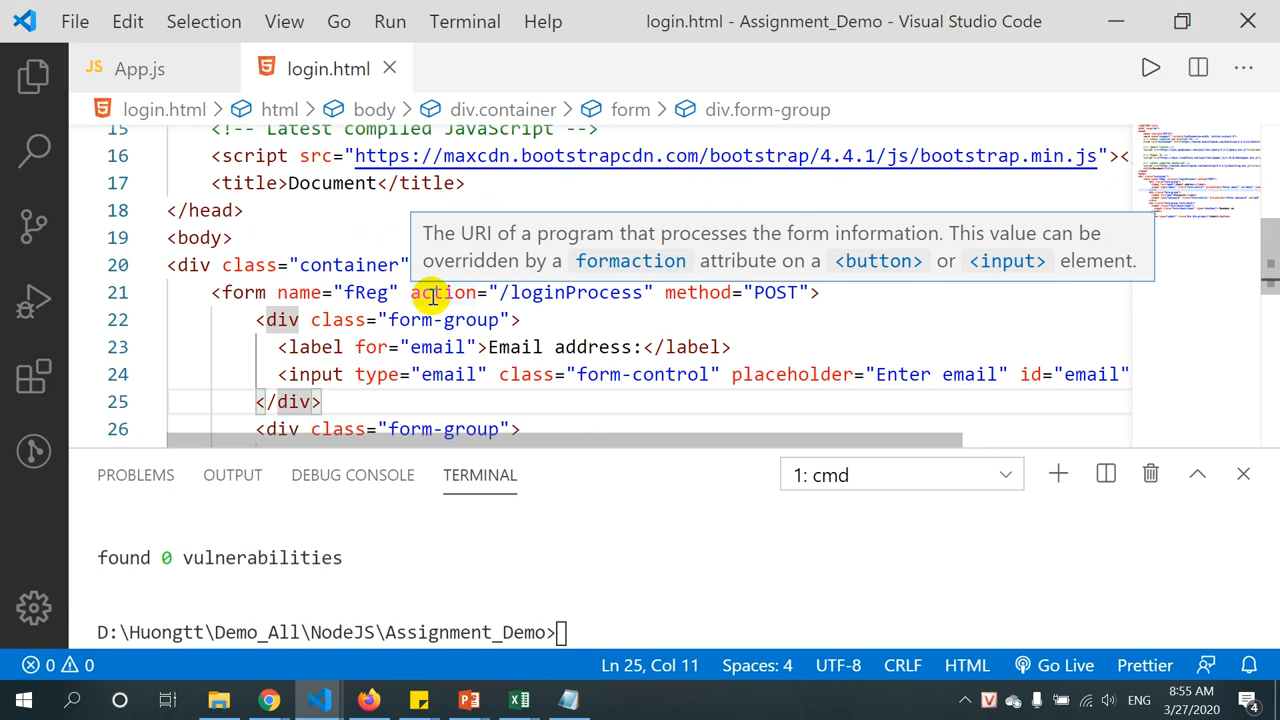 File Edit Selection View Go Run Terminal Help login.html - Assignment_Demo - Visual Studio Code
JS App.js login.html
login.html html body div.container form div.form-group
15 <!-- Latest compiled JavaScript -->
16 <script src="https://maxcdn.bootstrapcdn.com/bootstrap/4.4.1/js/bootstrap.min.js"><
17 <title>Document</title>
18 </head>
The URI of a program that processes the form information. This value can be
19 <body>
overridden by a formaction attribute on a <button> or <input> element.
20 <div class="container"
21 <form name="fReg" action="/loginProcess" method="POST">
22 <div class="form-group">
23 <label for="email">Email address:</label>
24 <input type="email" class="form-control" placeholder="Enter email" id="email"
25 </div>
26 <div class="form-group">
PROBLEMS OUTPUT DEBUG CONSOLE TERMINAL 1: cmd
found 0 vulnerabilities
D:\Huongtt\Demo_All\NodeJS\Assignment_Demo>
0 0 Ln 25, Col 11 Spaces: 4 UTF-8 CRLF HTML Go Live Prettier
ENG 8:55 AM
3/27/2020 4